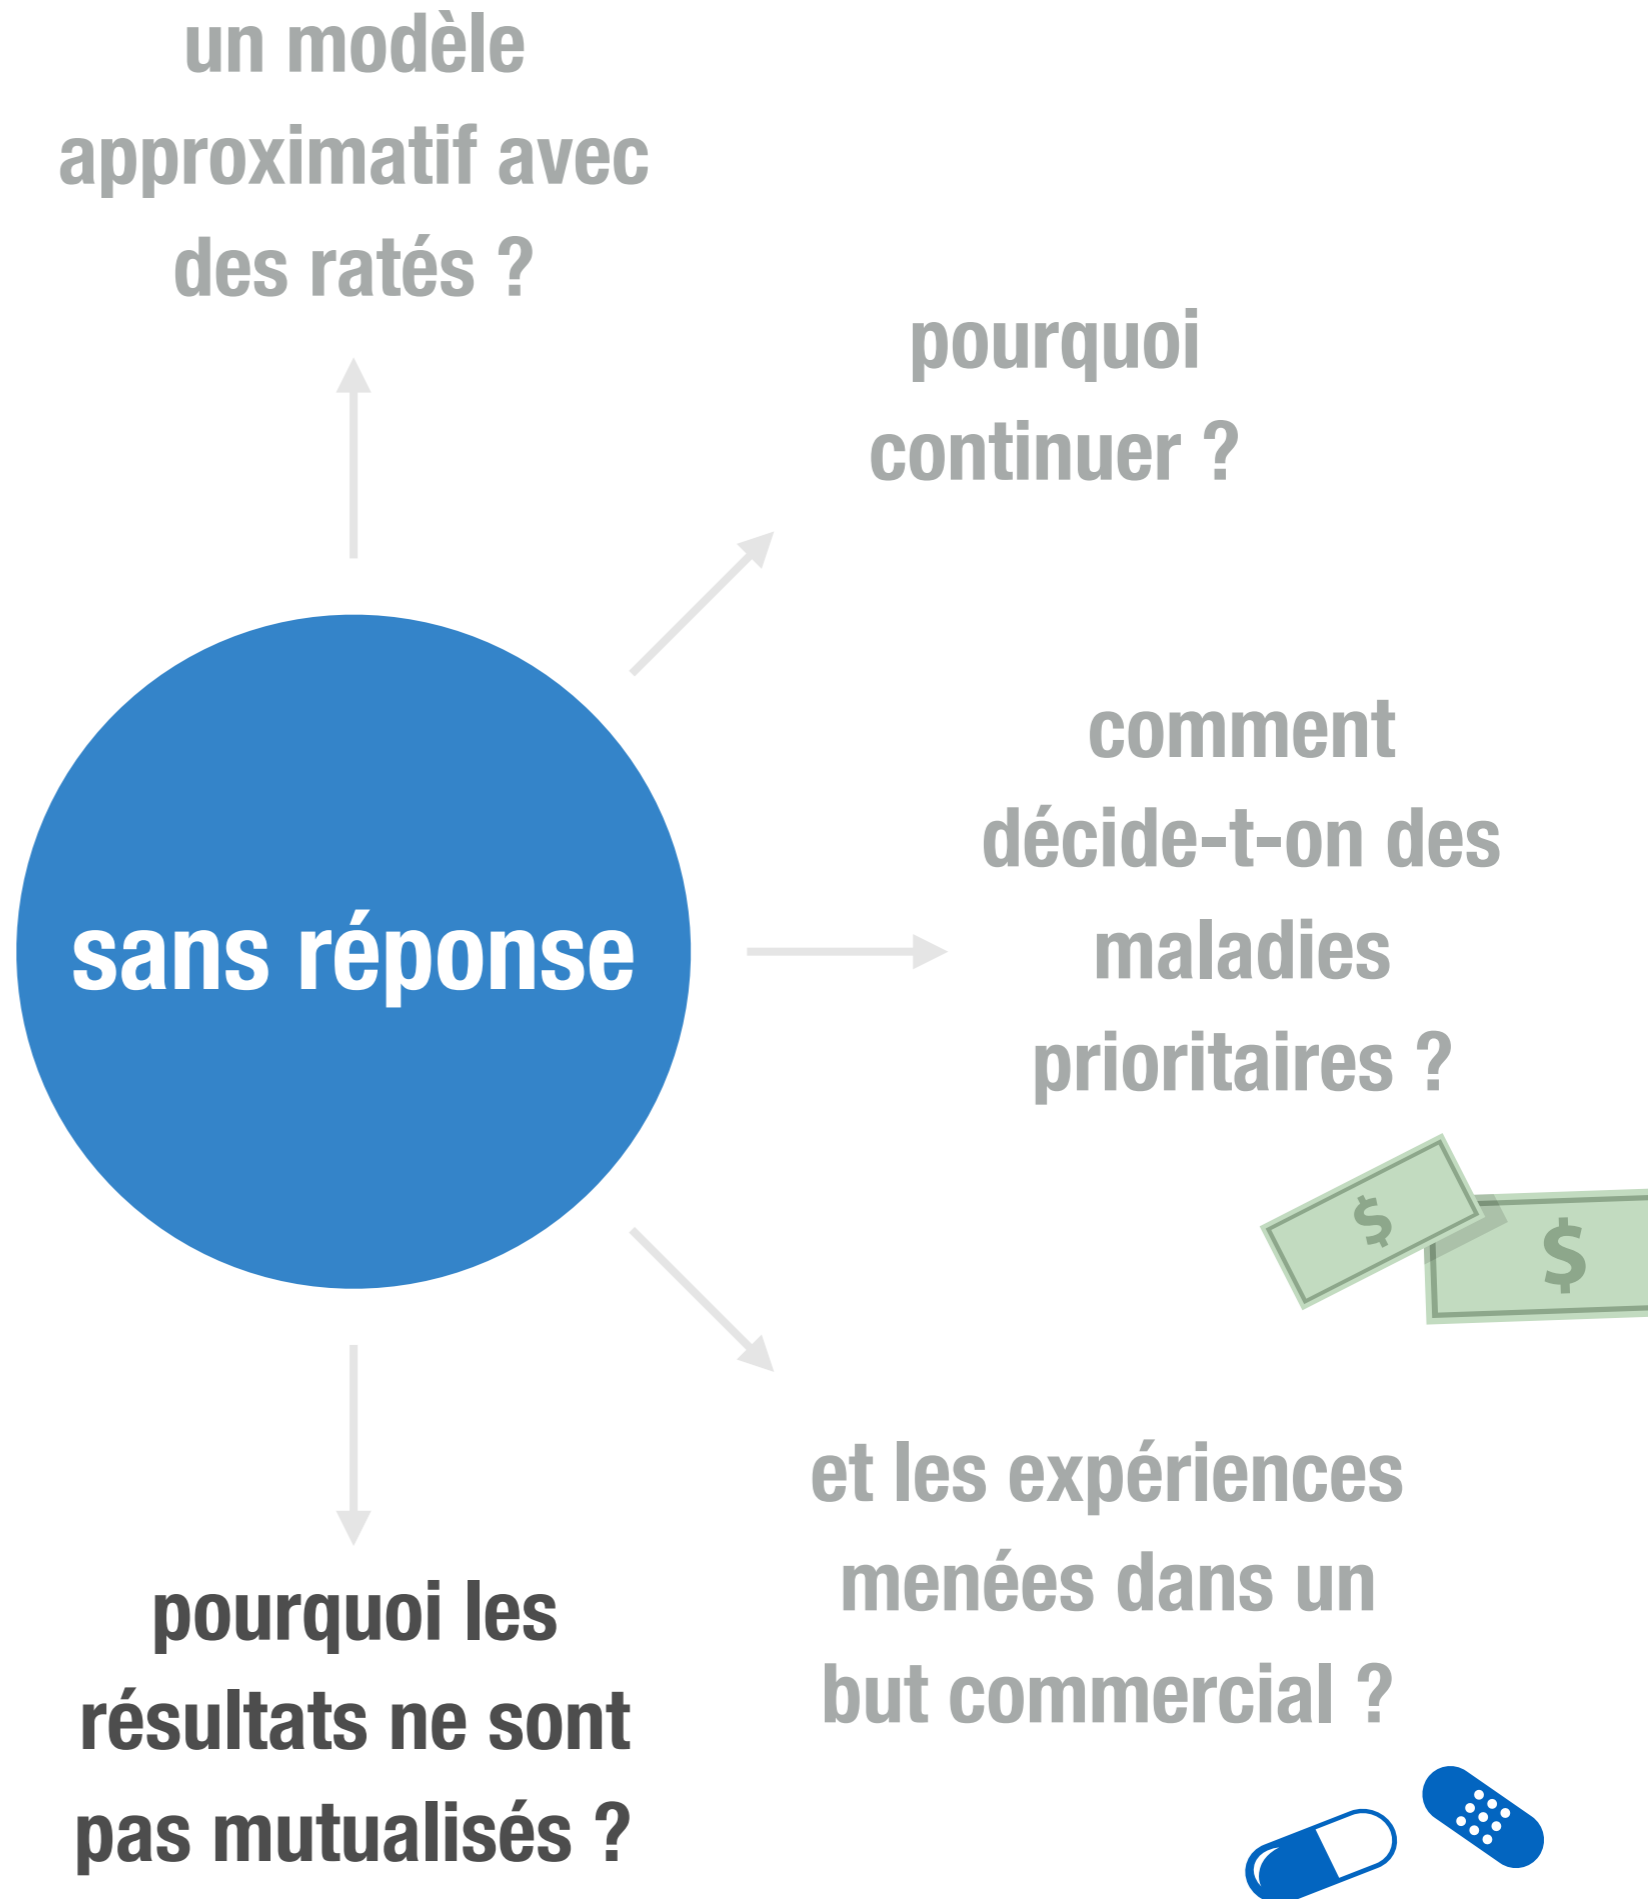 un modèle
approximatif avec
des ratés ?
pourquoi
continuer ?
comment
décide-t-on des
maladies
prioritaires ?
$
$
sans réponse
et les expériences
menées dans un
but commercial ?
pourquoi les
résultats ne sont
pas mutualisés ?